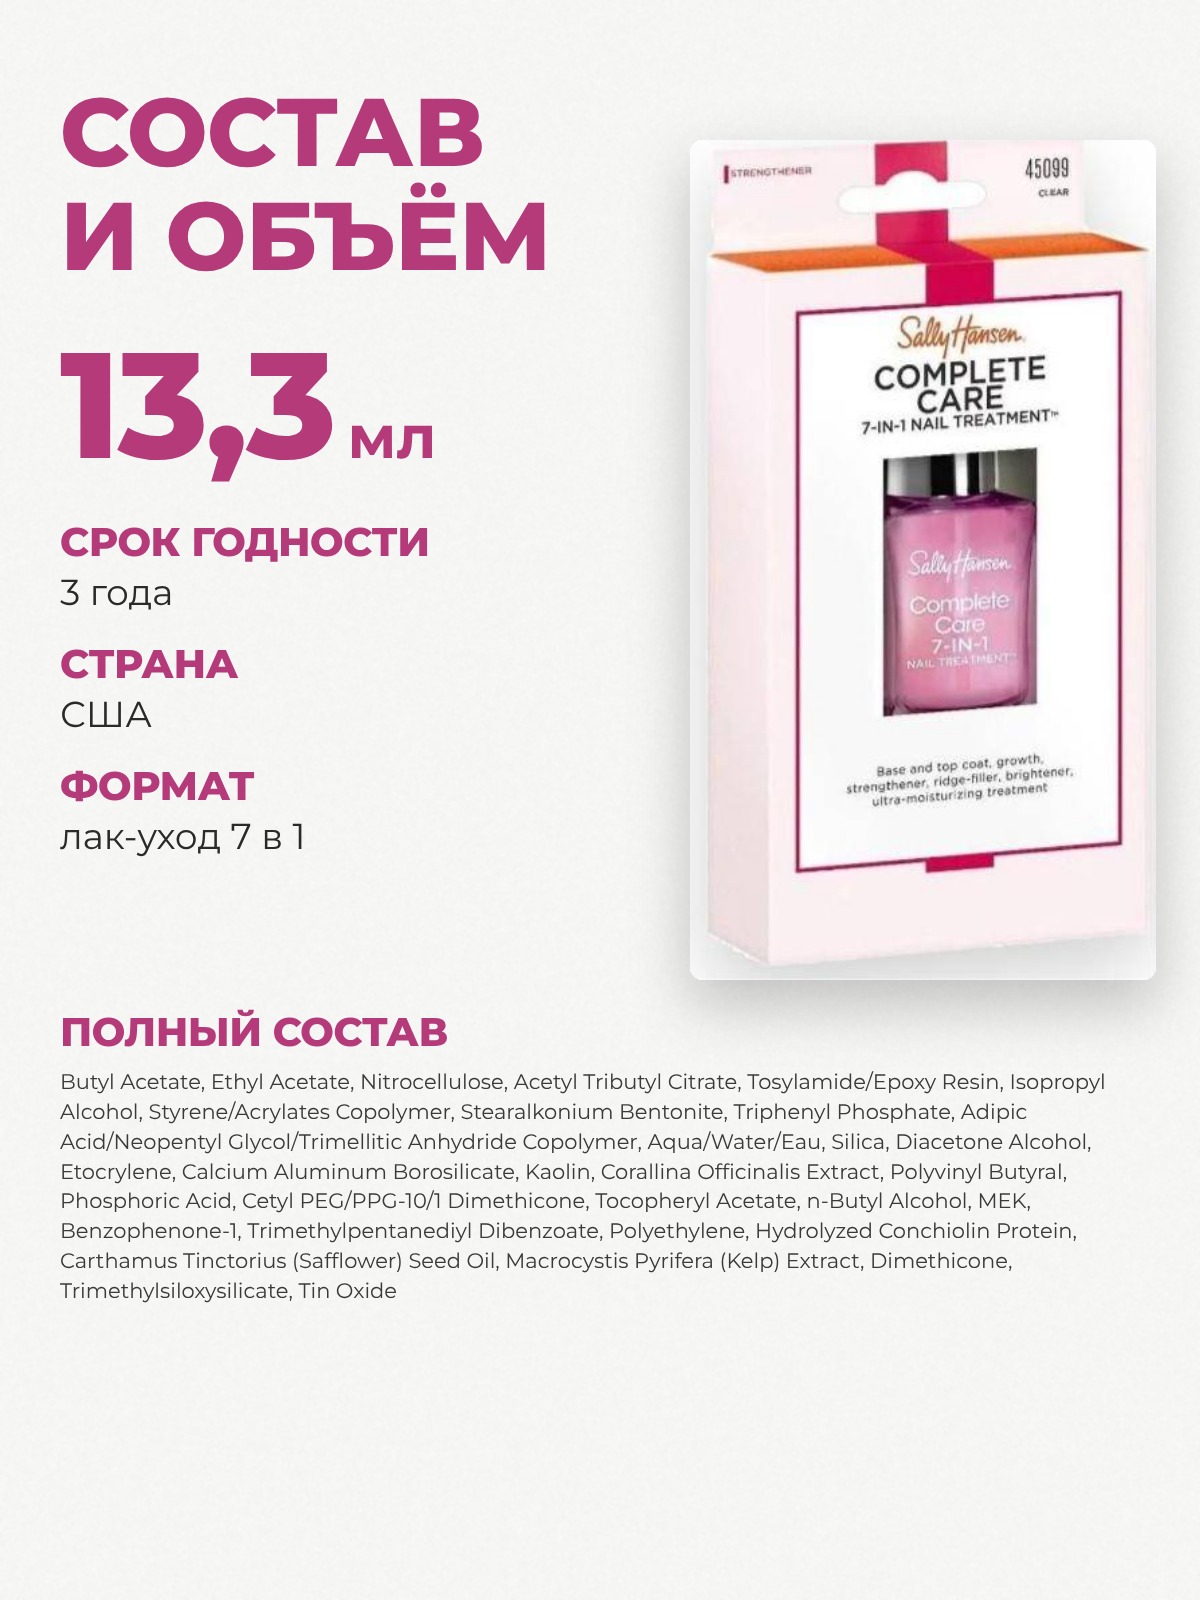 СОСТАВ
И ОБЪЁМ
13,3 мл
СРОК ГОДНОСТИ
3 года
СТРАНА
США
ФОРМАТ
лак-уход 7 в 1
STRENGTHENER
45099
CLEAR
Sally Hansen
COMPLETE
CARE
7-IN-1 NAIL TREATMENT™
Sally Hansen
Complete
Care
7-IN-1
NAIL TREATMENT™
Base and top coat, growth,
strengthener, ridge-filler, brightener,
ultra-moisturizing treatment
ПОЛНЫЙ СОСТАВ
Butyl Acetate, Ethyl Acetate, Nitrocellulose, Acetyl Tributyl Citrate, Tosylamide/Epoxy Resin, Isopropyl
Alcohol, Styrene/Acrylates Copolymer, Stearalkonium Bentonite, Triphenyl Phosphate, Adipic
Acid/Neopentyl Glycol/Trimellitic Anhydride Copolymer, Aqua/Water/Eau, Silica, Diacetone Alcohol,
Etocrylene, Calcium Aluminum Borosilicate, Kaolin, Corallina Officinalis Extract, Polyvinyl Butyral,
Phosphoric Acid, Cetyl PEG/PPG-10/1 Dimethicone, Tocopheryl Acetate, n-Butyl Alcohol, MEK,
Benzophenone-1, Trimethylpentanediyl Dibenzoate, Polyethylene, Hydrolyzed Conchiolin Protein,
Carthamus Tinctorius (Safflower) Seed Oil, Macrocystis Pyrifera (Kelp) Extract, Dimethicone,
Trimethylsiloxysilicate, Tin Oxide